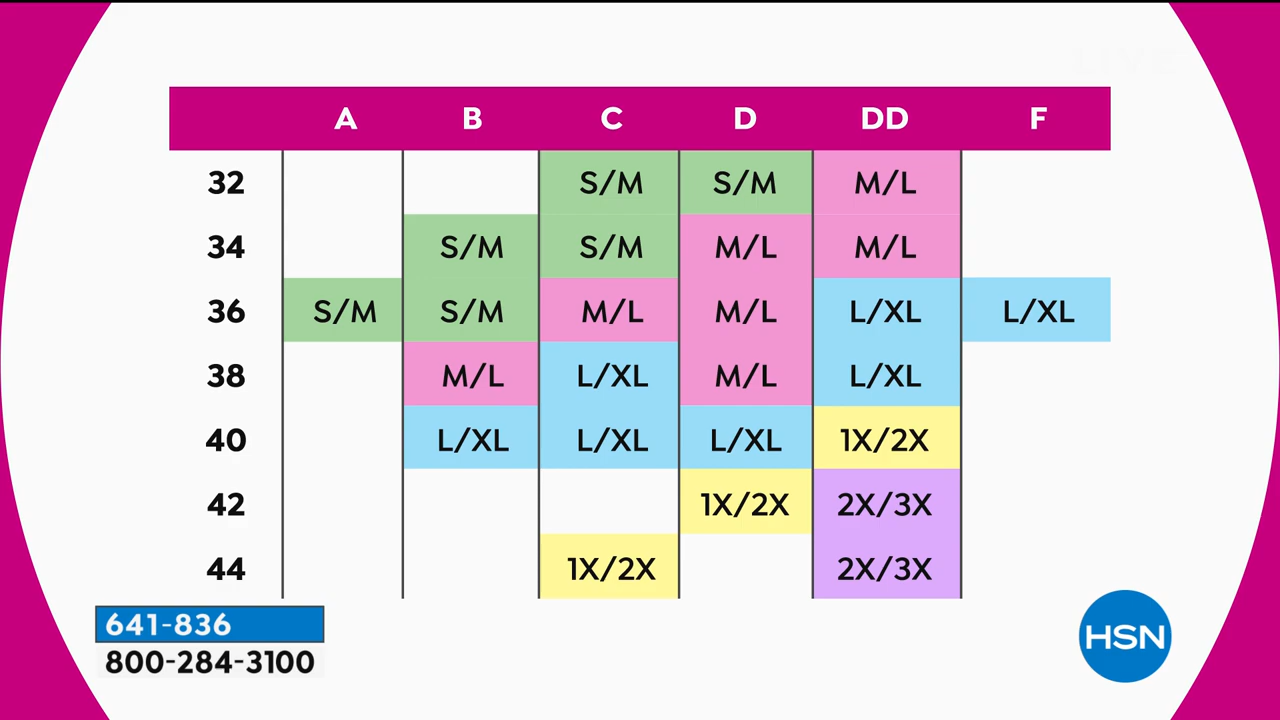 A B C D DD F
32 S/M S/M M/L
34 S/M S/M M/L M/L
36 S/M S/M M/L M/L L/XL L/XL
38 M/L L/XL M/L L/XL
40 L/XL L/XL L/XL 1X/2X
42 1X/2X 2X/3X
44 1X/2X 2X/3X
641-836
800-284-3100
HSN